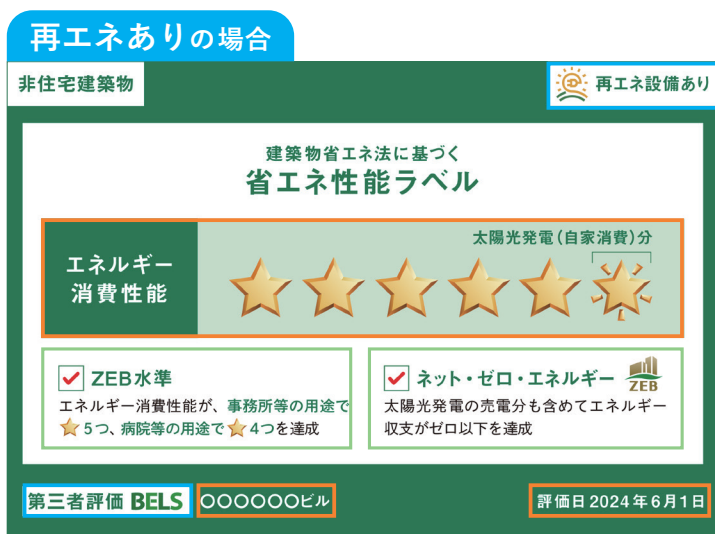 再エネありの場合
非住宅建築物
再エネ設備あり
建築物省エネ法に基づく
省エネ性能ラベル
太陽光発電(自家消費)分
エネルギー
消費性能
ZEB水準
エネルギー消費性能が、事務所等の用途で
5つ、病院等の用途で4つを達成
ネット・ゼロ・エネルギー
ZEB
太陽光発電の売電分も含めてエネルギー
収支がゼロ以下を達成
第三者評価 BELS
〇〇〇〇〇〇ビル
評価日2024年6月1日